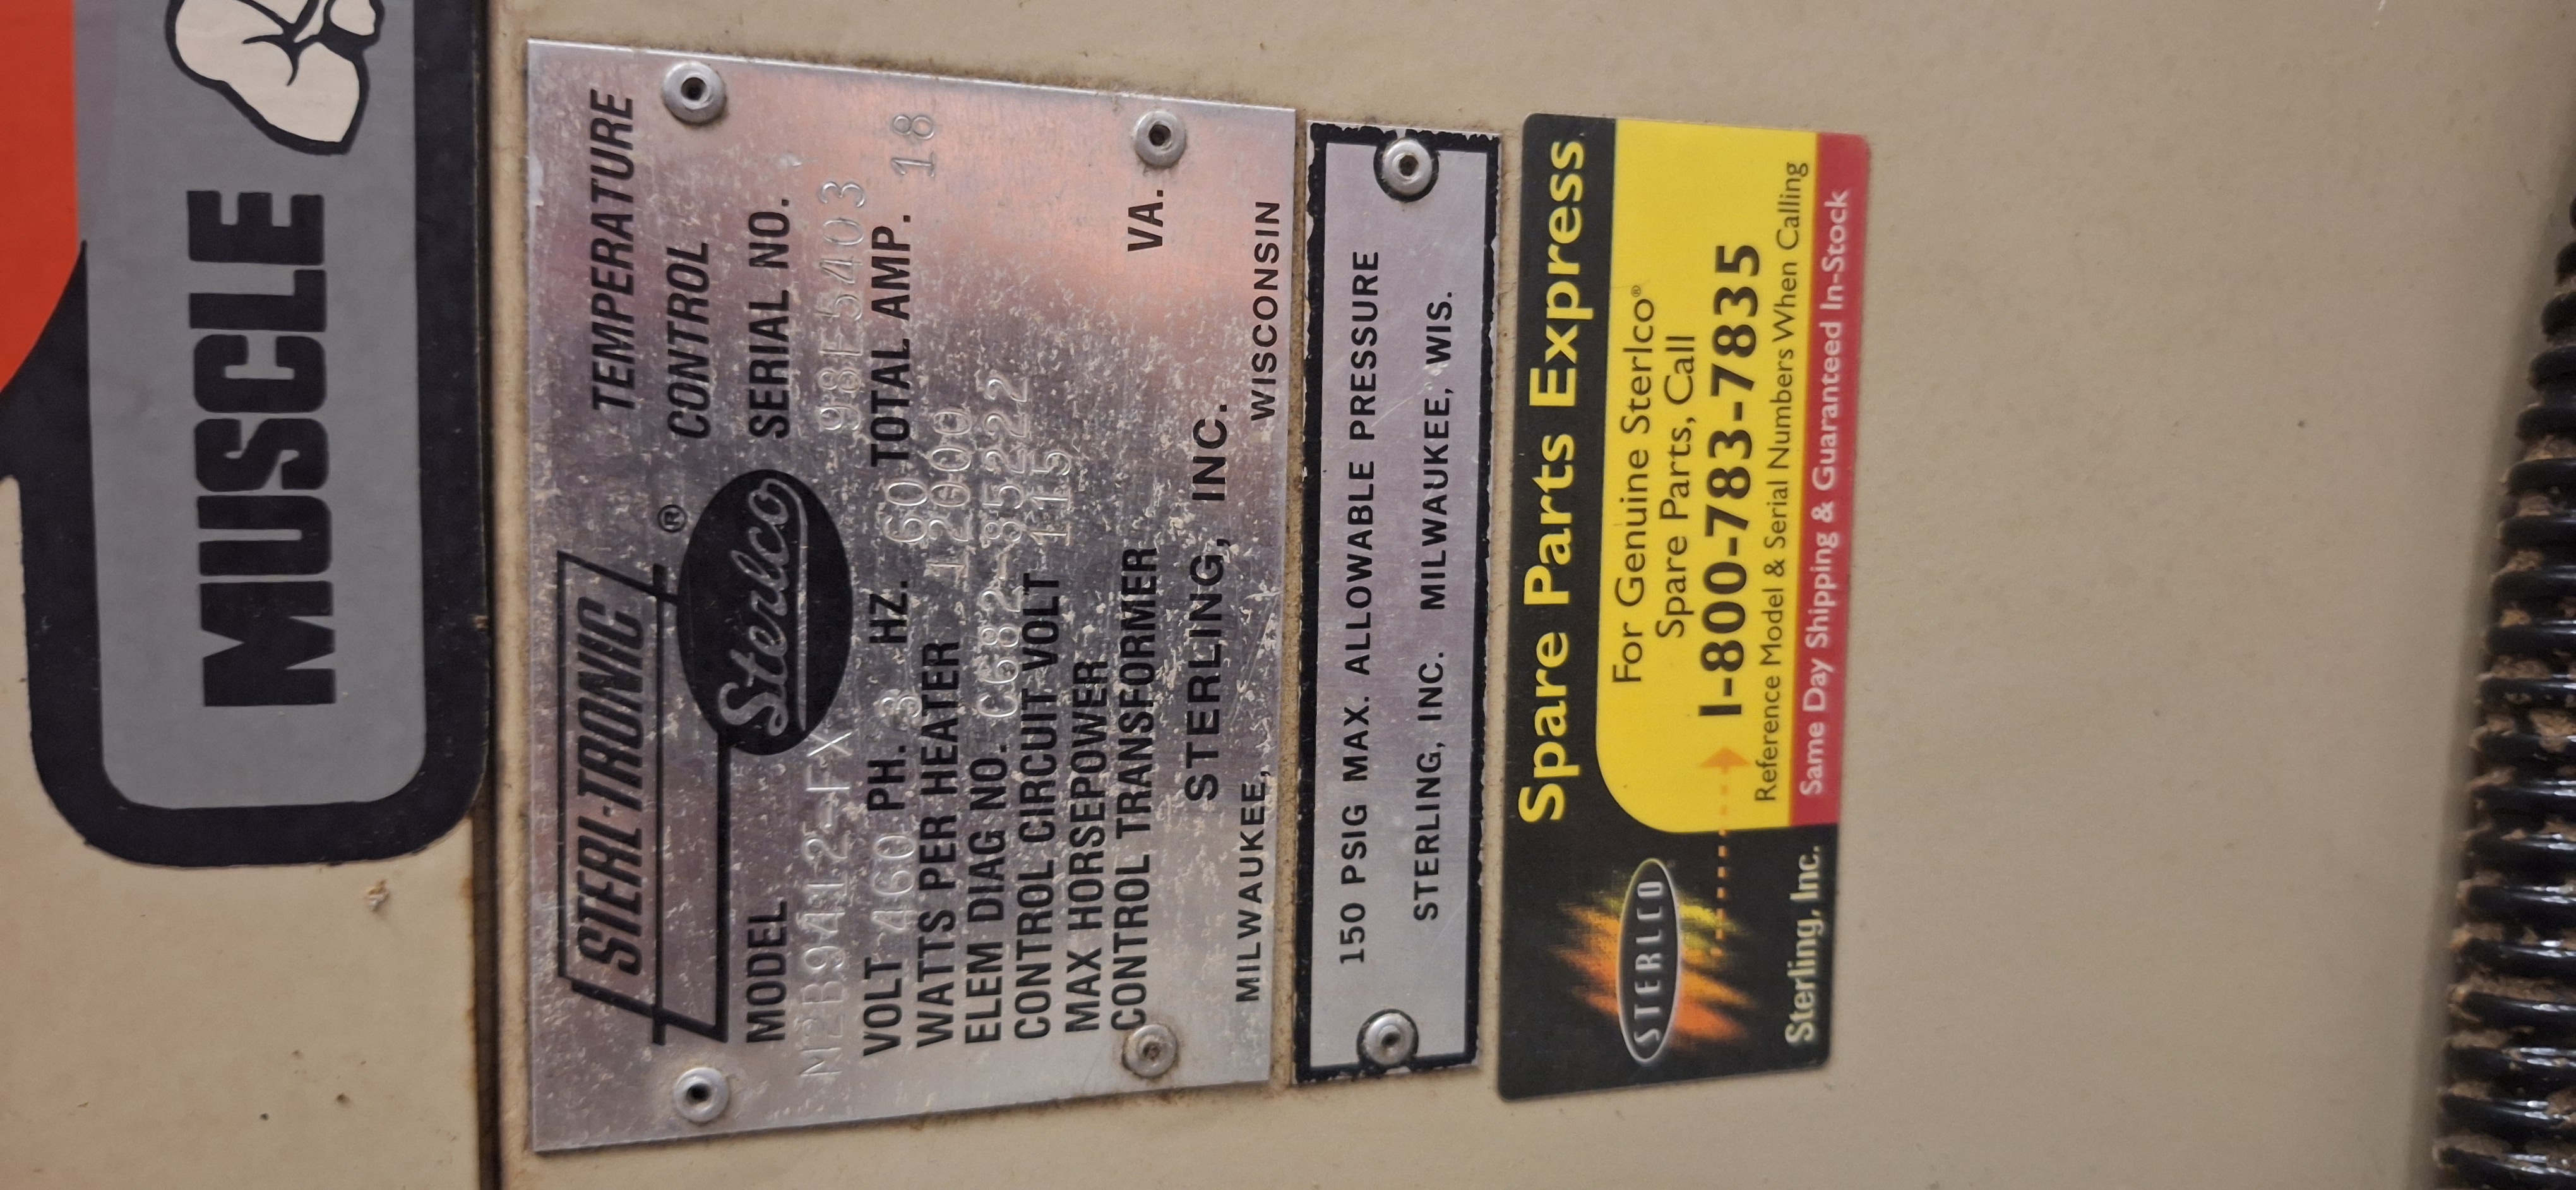 MUSCLE
STERL-TRONIC
TEMPERATURE
CONTROL
®
Sterlco
MODEL SERIAL NO.
M2B9412-FX 98E5403
VOLT 460 PH. 3 HZ. 60 TOTAL AMP. 18
WATTS PER HEATER 12000
ELEM DIAG NO. C682-85222
CONTROL CIRCUIT VOLT 115
MAX HORSEPOWER
CONTROL TRANSFORMER VA.
STERLING, INC.
MILWAUKEE, WISCONSIN
150 PSIG MAX. ALLOWABLE PRESSURE
STERLING, INC. MILWAUKEE, WIS.
Spare Parts Express
STERLCO
Sterling, Inc.
For Genuine Sterlco®
Spare Parts, Call
1-800-783-7835
Reference Model & Serial Numbers When Calling
Same Day Shipping & Guaranteed In-Stock